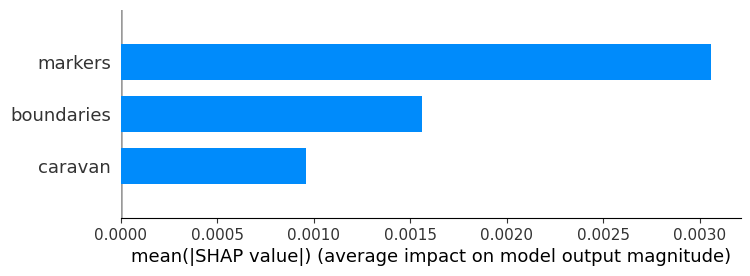 markers
boundaries
caravan
0.0000 0.0005 0.0010 0.0015 0.0020 0.0025 0.0030
mean(|SHAP value|) (average impact on model output magnitude)